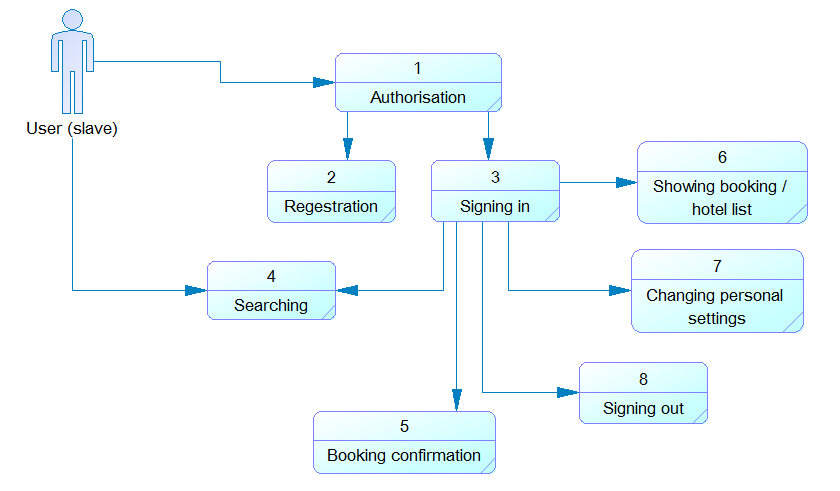 User (slave)
1
Authorisation
2
Regestration
3
Signing in
4
Searching
5
Booking confirmation
6
Showing booking /
hotel list
7
Changing personal
settings
8
Signing out